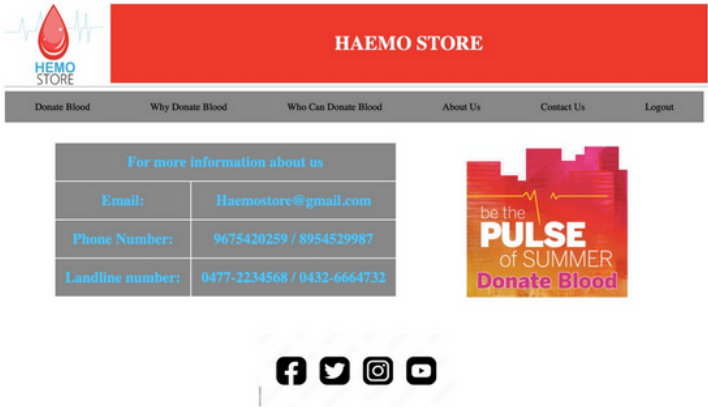 HEMO
STORE
HAEMO STORE
Donate Blood Why Donate Blood Who Can Donate Blood About Us Contact Us Logout
For more information about us
Email: Haemostore@gmail.com
Phone Number: 9675420259 / 8954529987
Landline number: 0477-2234568 / 0432-6664732
be the
PULSE
of SUMMER
Donate Blood